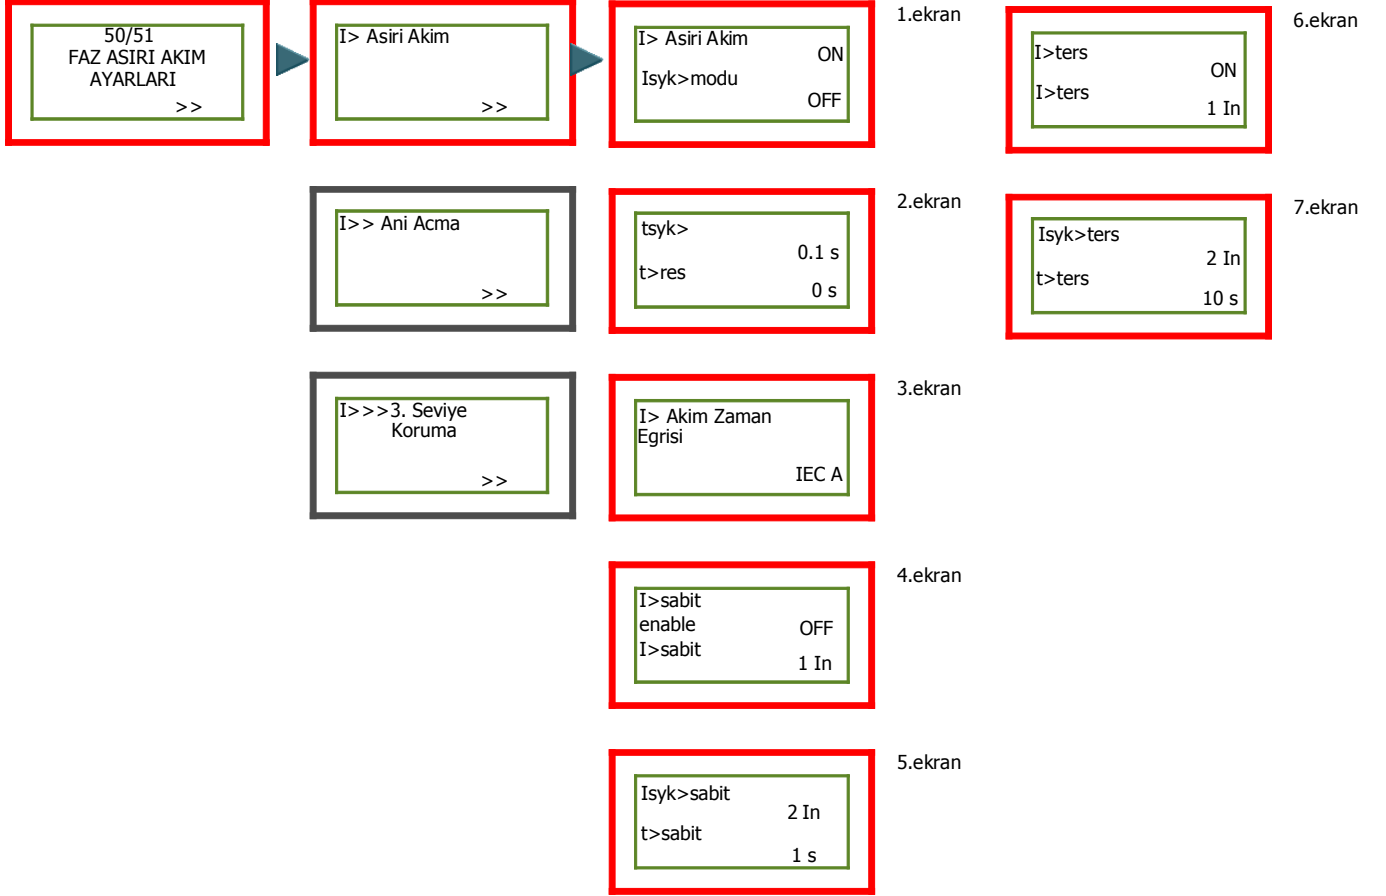 50/51
FAZ ASIRI AKIM
AYARLARI
>>
I> Asiri Akim
>>
I>> Ani Acma
>>
I>>>3. Seviye
Koruma
>>
1.ekran
I> Asiri Akim
ON
Isyk>modu
OFF
2.ekran
tsyk>
0.1 s
t>res
0 s
3.ekran
I> Akim Zaman
Egrisi
IEC A
4.ekran
I>sabit
enable
OFF
I>sabit
1 In
5.ekran
Isyk>sabit
2 In
t>sabit
1 s
6.ekran
I>ters
ON
I>ters
1 In
7.ekran
Isyk>ters
2 In
t>ters
10 s